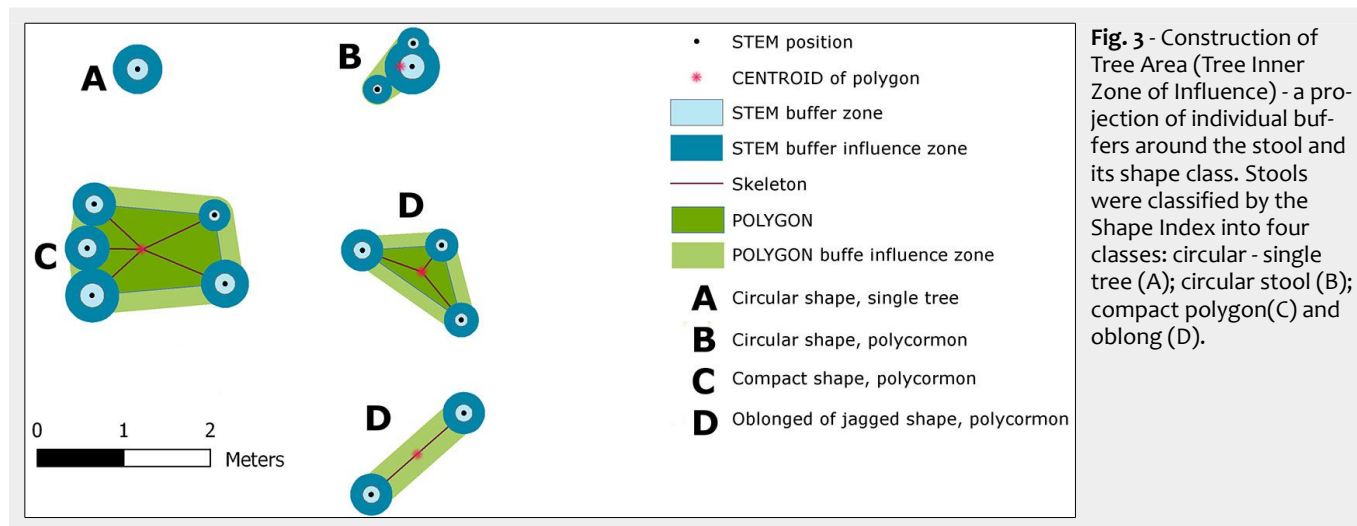 A
B
C
D
D
0 1 2
Meters
STEM position
CENTROID of polygon
STEM buffer zone
STEM buffer influence zone
Skeleton
POLYGON
POLYGON buffe influence zone
A Circular shape, single tree
B Circular shape, polycormon
C Compact shape, polycormon
D Oblonged of jagged shape, polycormon
Fig. 3 - Construction of
Tree Area (Tree Inner
Zone of Influence) - a pro-
jection of individual buf-
fers around the stool and
its shape class. Stools
were classified by the
Shape Index into four
classes: circular - single
tree (A); circular stool (B);
compact polygon(C) and
oblong (D).